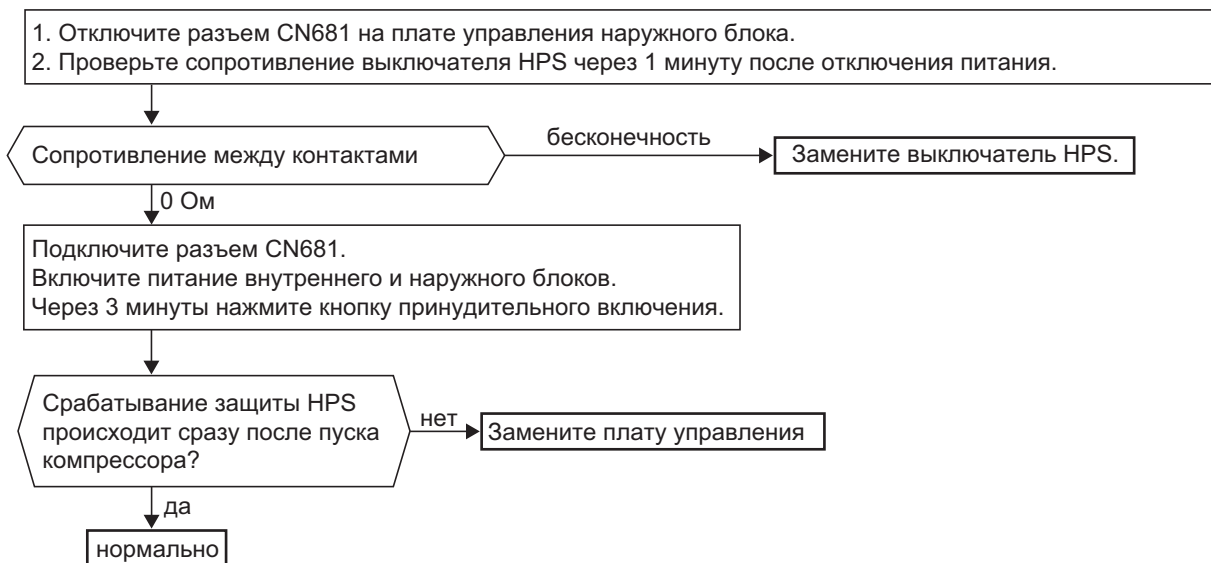 1. Отключите разъем CN681 на плате управления наружного блока.
2. Проверьте сопротивление выключателя HPS через 1 минуту после отключения питания.
бесконечность
Сопротивление между контактами
Замените выключатель HPS.
0 Ом
Подключите разъем CN681.
Включите питание внутреннего и наружного блоков.
Через 3 минуты нажмите кнопку принудительного включения.
Срабатывание защиты HPS
происходит сразу после пуска
компрессора?
нет
Замените плату управления
да
нормально